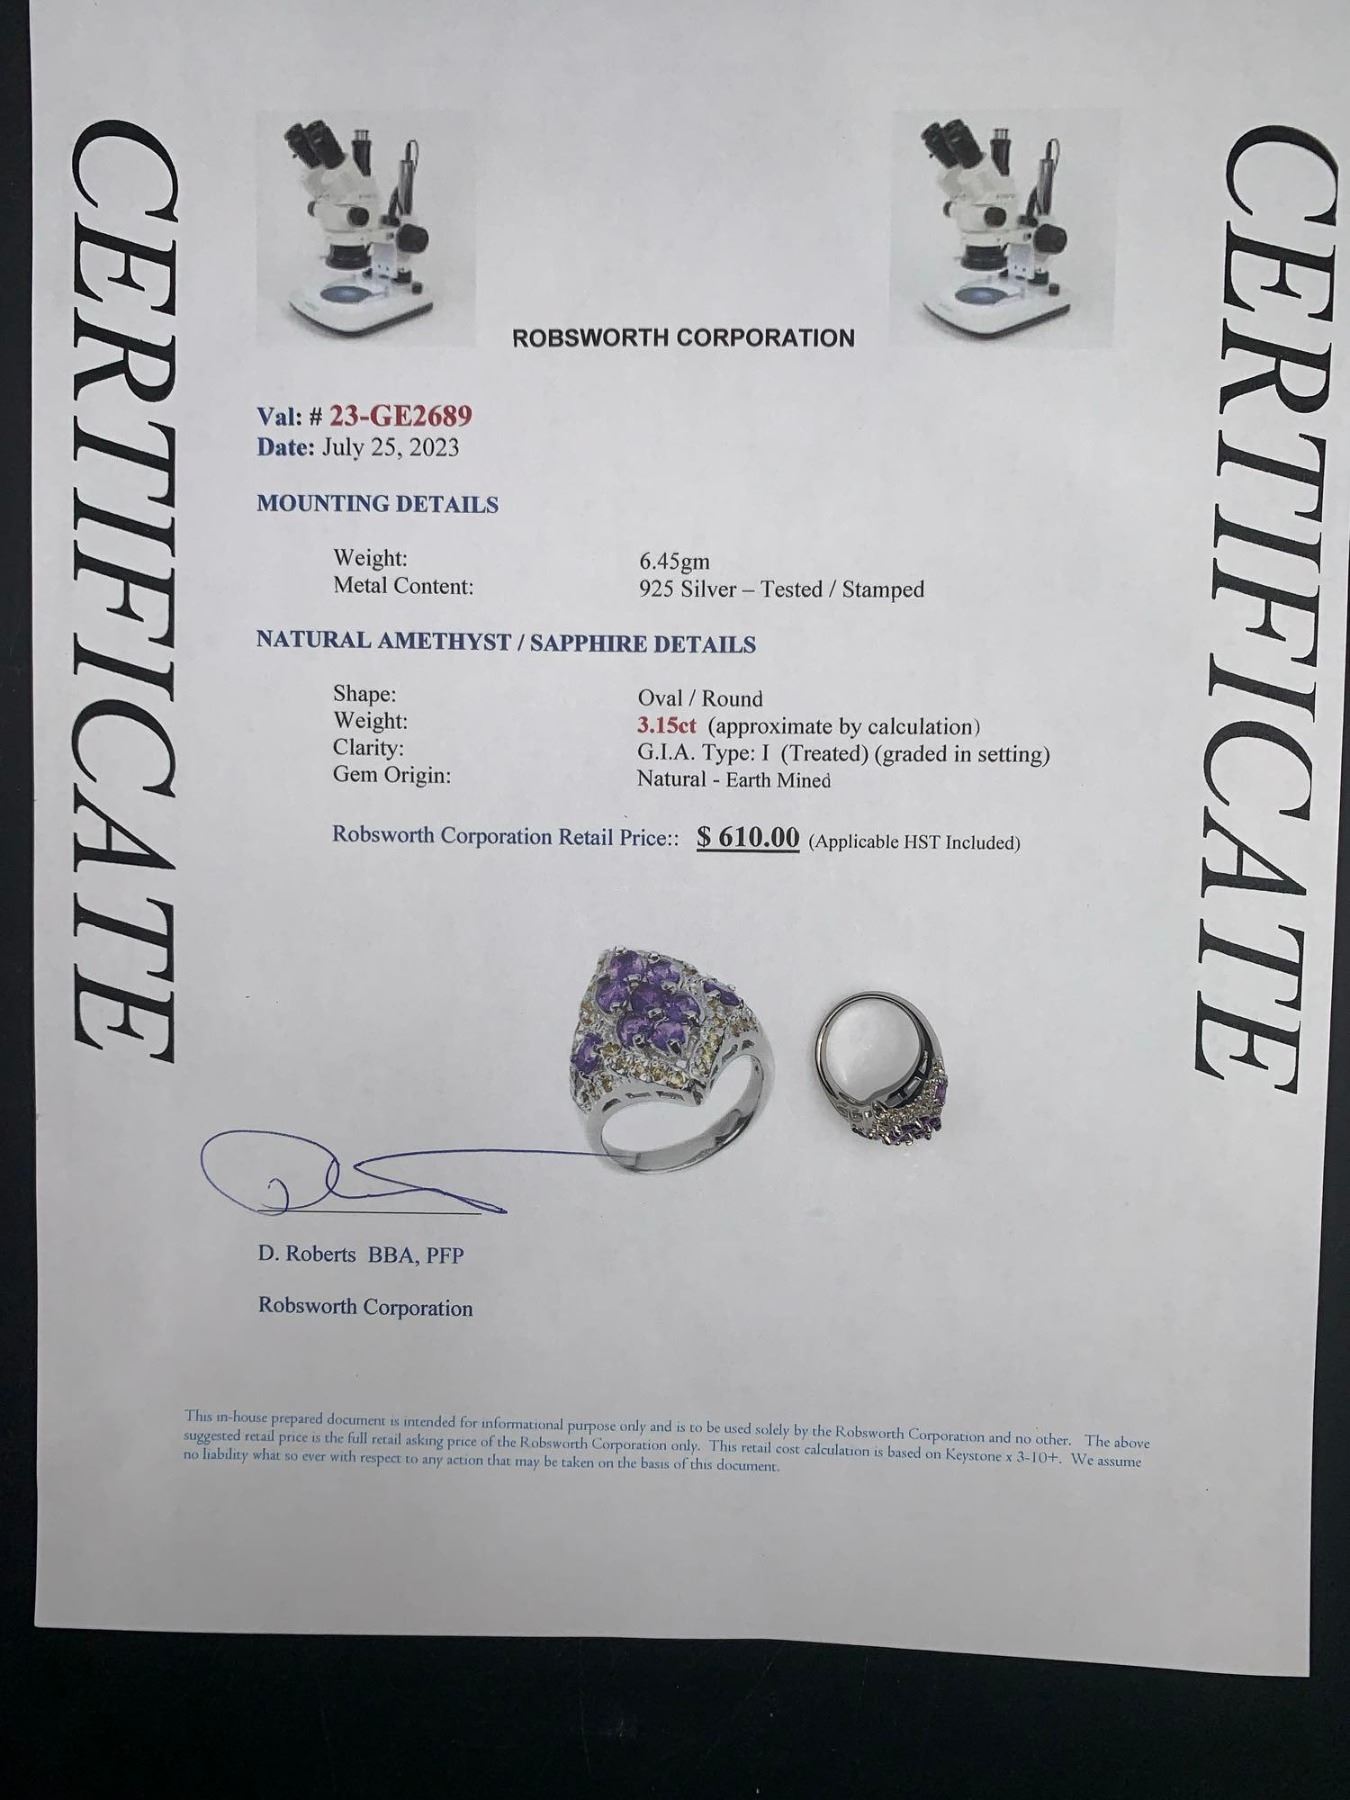 CERTIFICATE
CERTIFICATE
ROBSWORTH CORPORATION
Val: # 23-GE2689
Date: July 25, 2023
MOUNTING DETAILS
Weight: 6.45gm
Metal Content: 925 Silver – Tested / Stamped
NATURAL AMETHYST / SAPPHIRE DETAILS
Shape: Oval / Round
Weight: 3.15ct (approximate by calculation)
Clarity: G.I.A. Type: I (Treated) (graded in setting)
Gem Origin: Natural - Earth Mined
Robsworth Corporation Retail Price:: $ 610.00 (Applicable HST Included)
D. Roberts BBA, PFP
Robsworth Corporation
This in-house prepared document is intended for informational purpose only and is to be used solely by the Robsworth Corporation and no other. The above
suggested retail price is the full retail asking price of the Robsworth Corporation only. This retail cost calculation is based on Keystone x 3-10+. We assume
no liability what so ever with respect to any action that may be taken on the basis of this document.